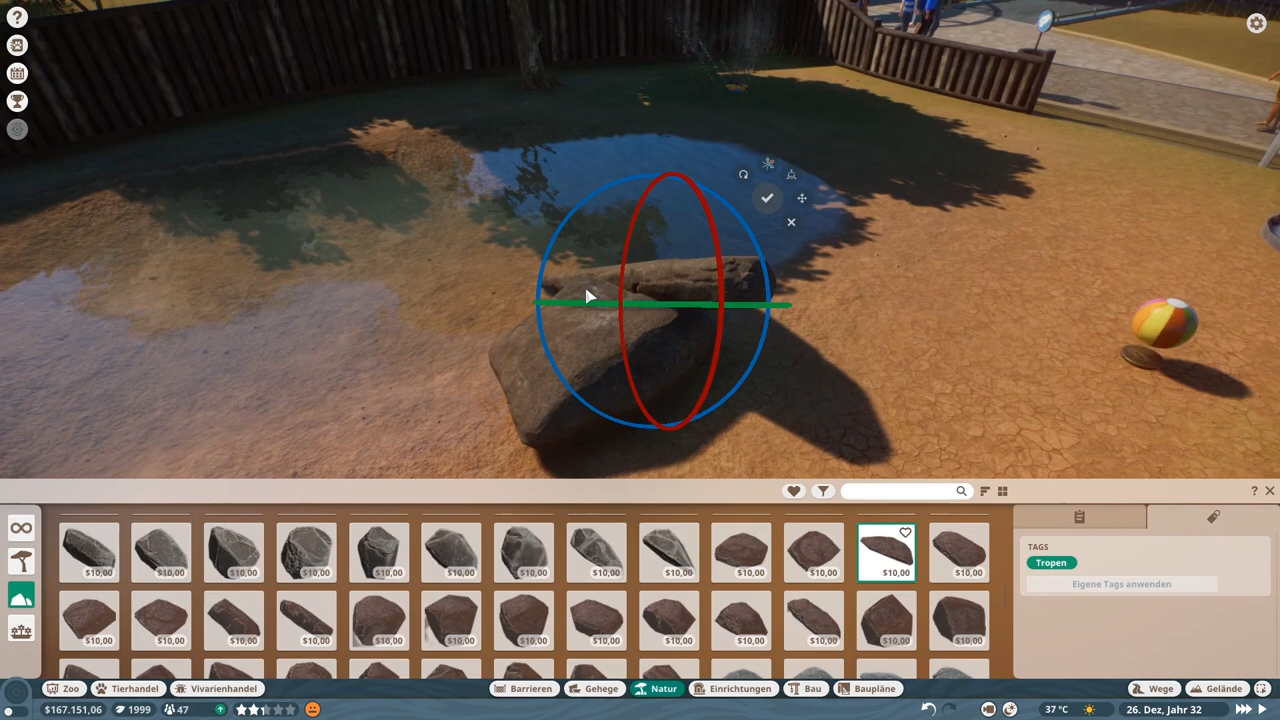 ?
? ×
$10,00 $10,00 $10,00 $10,00 $10,00 $10,00 $10,00 $10,00 $10,00 $10,00 $10,00 $10,00 $10,00
TAGS
Tropen
Eigene Tags anwenden
$10,00 $10,00 $10,00 $10,00 $10,00 $10,00 $10,00 $10,00 $10,00 $10,00 $10,00 $10,00 $10,00
Zoo Tierhandel Vivarienhandel Barrieren Gehege Natur Einrichtungen Bau Baupläne Wege Gelände
$167.151,06 1999 47 37 °C 26. Dez, Jahr 32